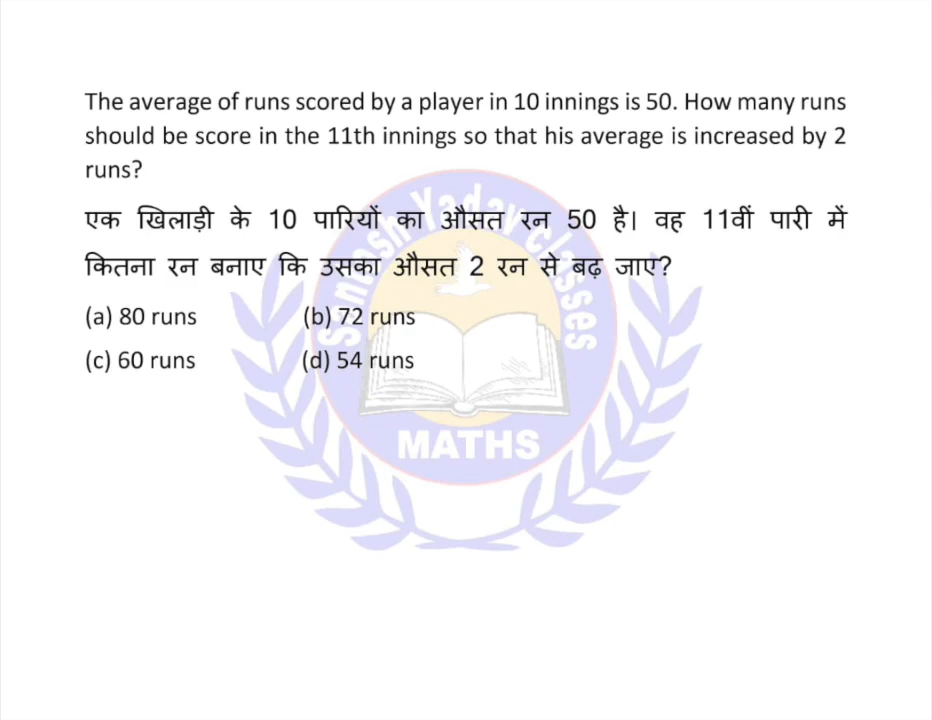 The average of runs scored by a player in 10 innings is 50. How many runs
should be score in the 11th innings so that his average is increased by 2
runs?
एक खिलाड़ी के 10 पारियों का औसत रन 50 है। वह 11वीं पारी में
कितना रन बनाए कि उसका औसत 2 रन से बढ़ जाए?
(a) 80 runs (b) 72 runs
(c) 60 runs (d) 54 runs
Yadav classes
MATHS